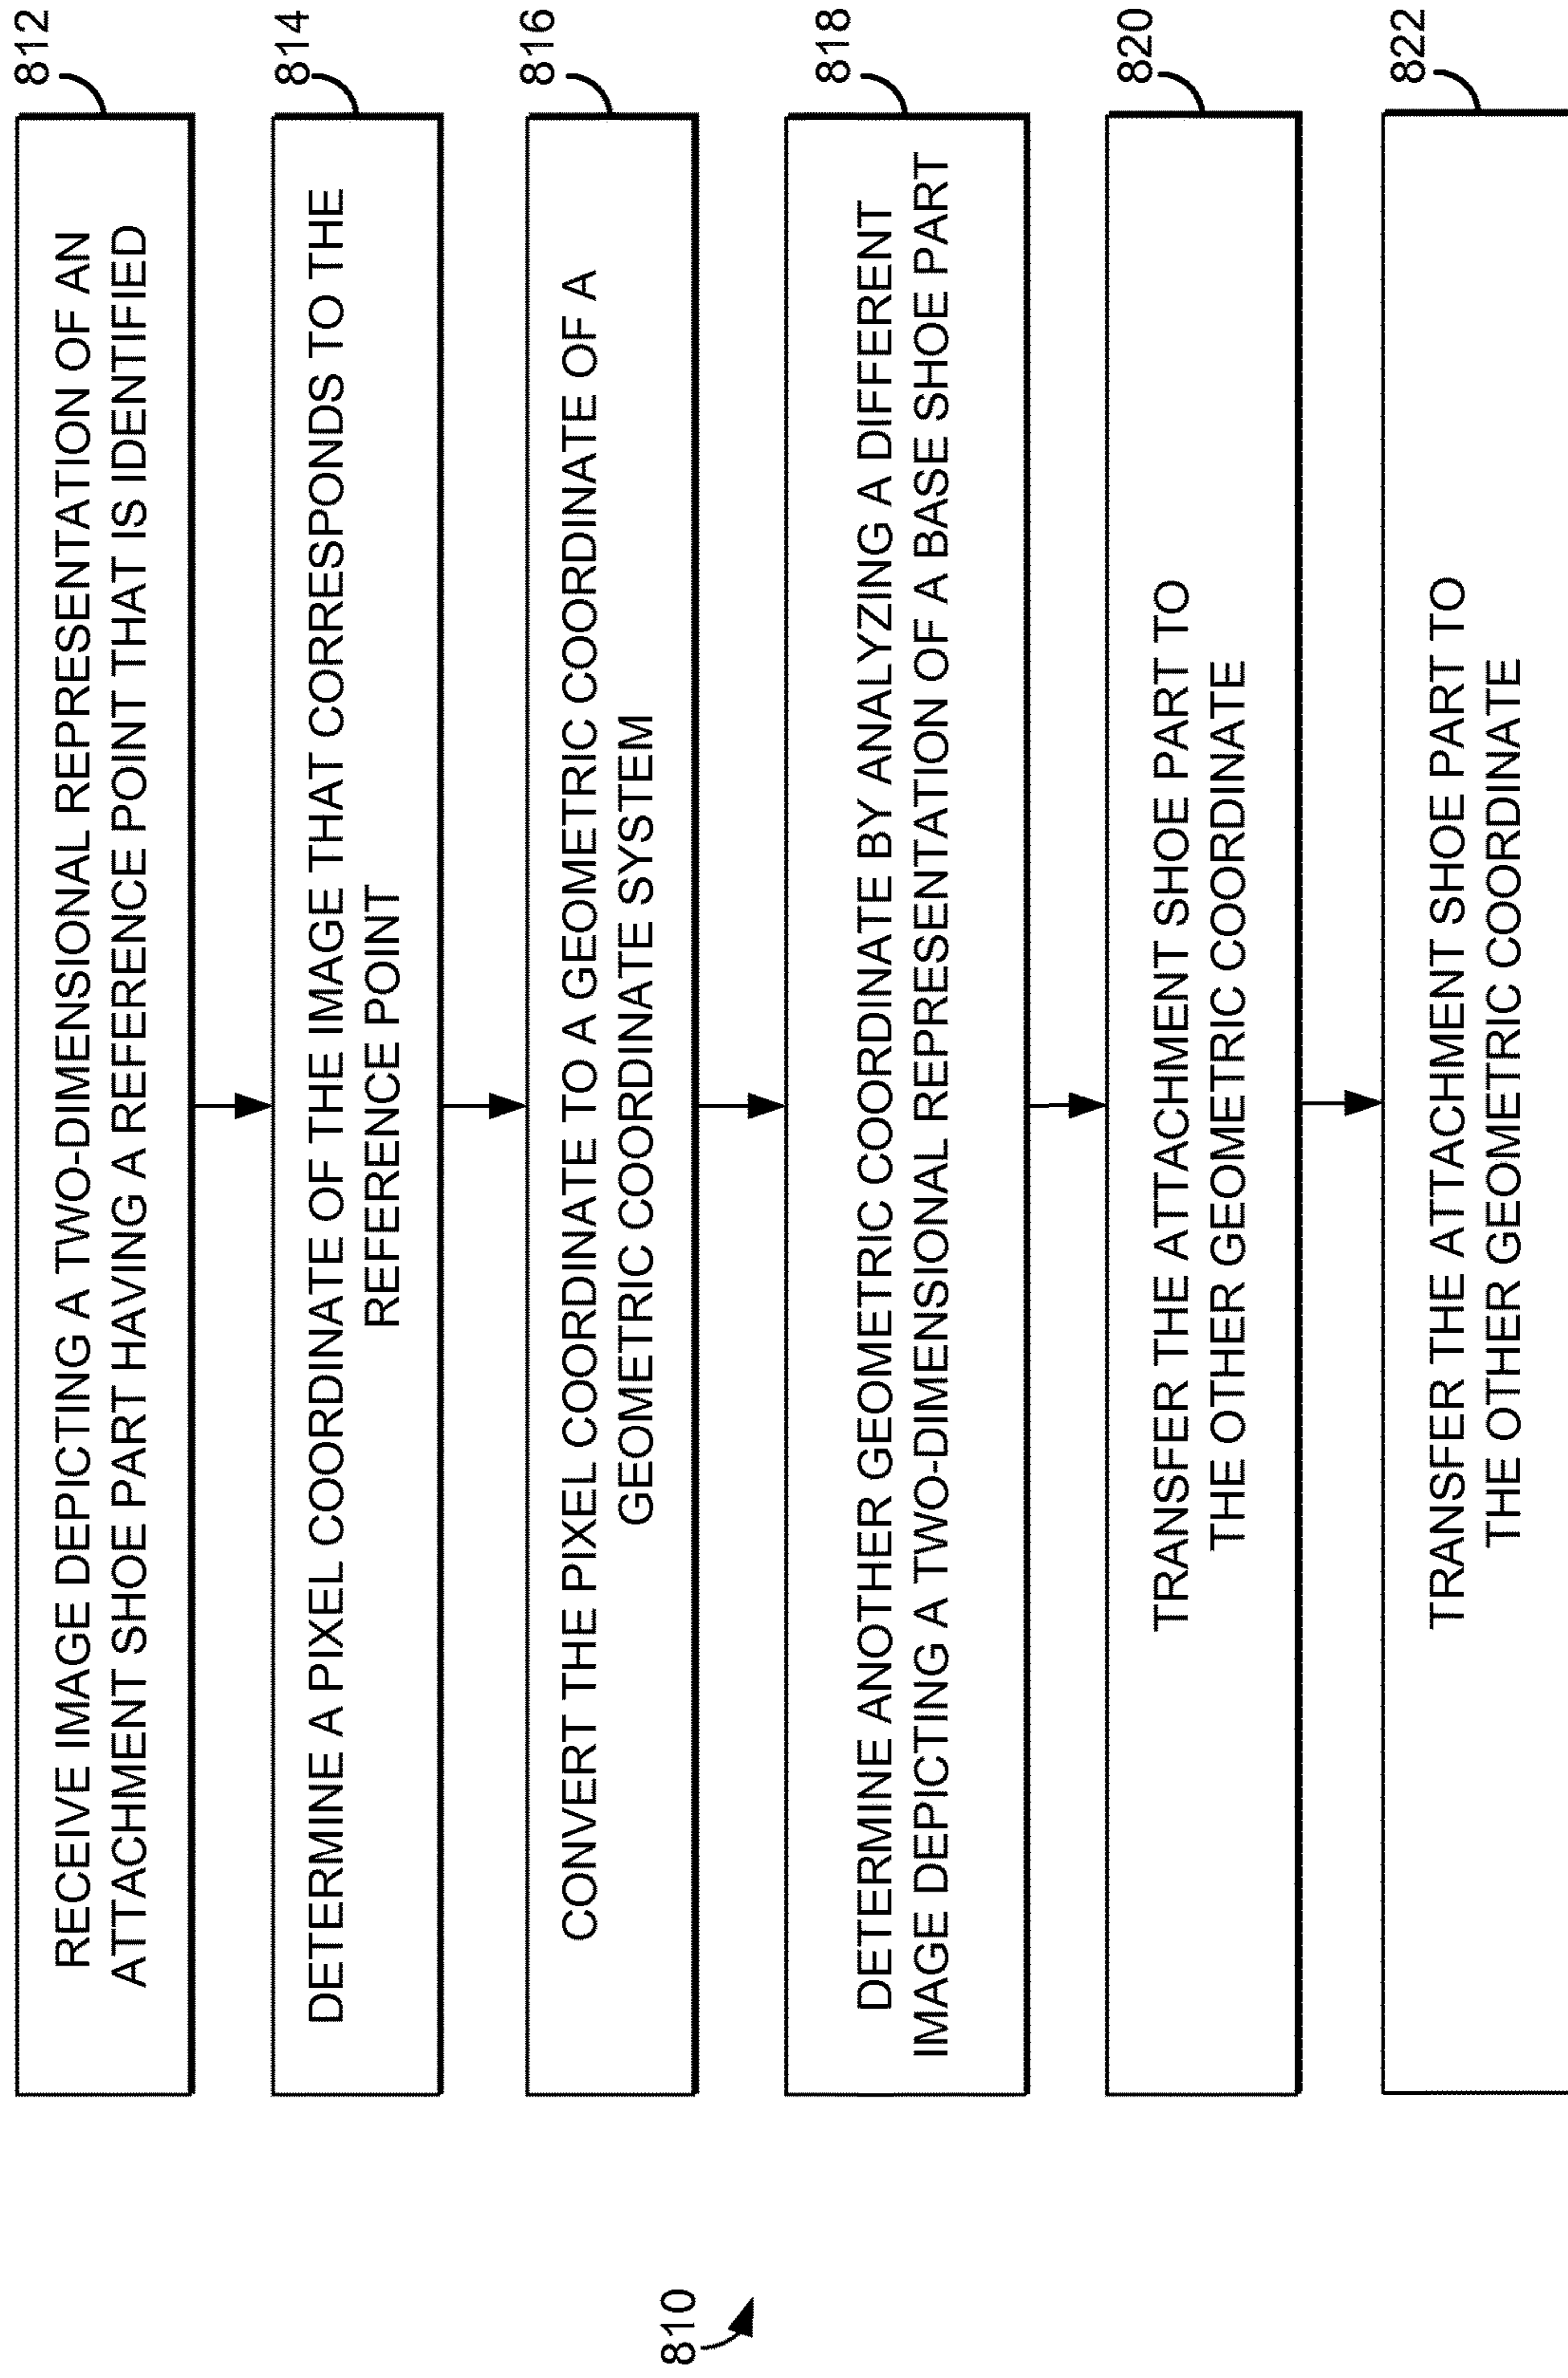 812
RECEIVE IMAGE DEPICTING A TWO-DIMENSIONAL REPRESENTATION OF AN
ATTACHMENT SHOE PART HAVING A REFERENCE POINT THAT IS IDENTIFIED
814
DETERMINE A PIXEL COORDINATE OF THE IMAGE THAT CORRESPONDS TO THE
REFERENCE POINT
816
CONVERT THE PIXEL COORDINATE TO A GEOMETRIC COORDINATE OF A
GEOMETRIC COORDINATE SYSTEM
818
DETERMINE ANOTHER GEOMETRIC COORDINATE BY ANALYZING A DIFFERENT
IMAGE DEPICTING A TWO-DIMENSIONAL REPRESENTATION OF A BASE SHOE PART
820
TRANSFER THE ATTACHMENT SHOE PART TO
THE OTHER GEOMETRIC COORDINATE
822
TRANSFER THE ATTACHMENT SHOE PART TO
THE OTHER GEOMETRIC COORDINATE
810